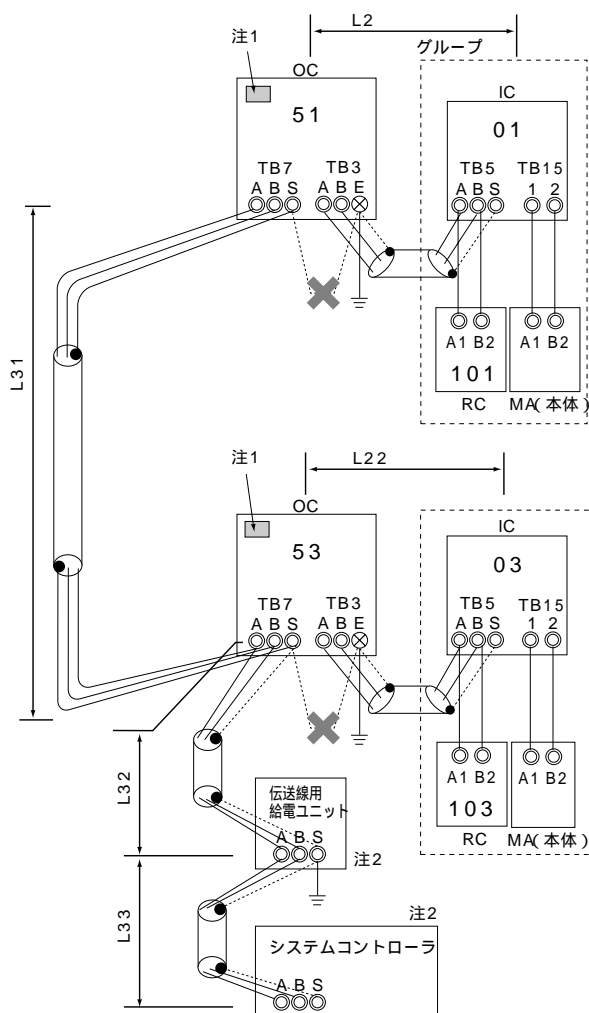 L2
注1
グループ
OC
IC
51
01
TB7 TB3
TB5 TB15
A B S A B E
A B S 1 2
A1 B2 A1 B2
101
RC MA(本体)
L31
注1
L22
OC
IC
53
03
TB7 TB3
TB5 TB15
A B S A B E
A B S 1 2
A1 B2 A1 B2
103
RC MA(本体)
L32
伝送線用
給電ユニット
A B S
注2
L33
注2
システムコントローラ
A B S